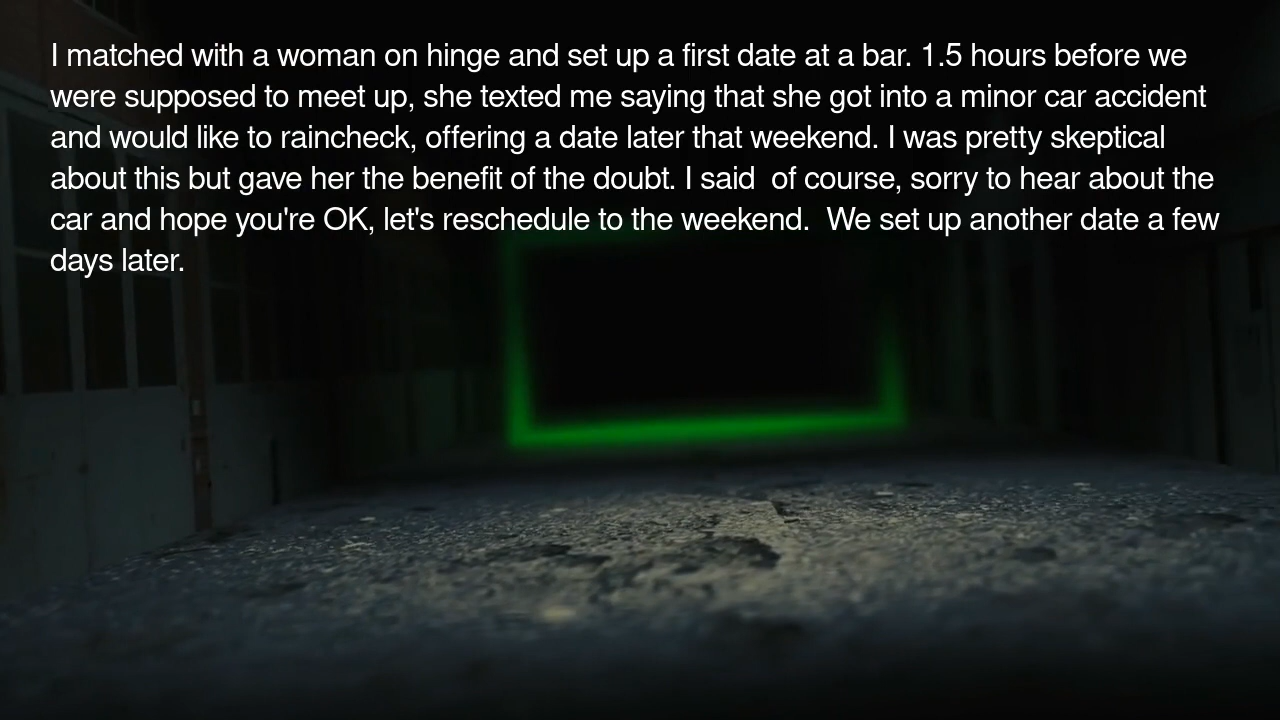 I matched with a woman on hinge and set up a first date at a bar. 1.5 hours before we
were supposed to meet up, she texted me saying that she got into a minor car accident
and would like to raincheck, offering a date later that weekend. I was pretty skeptical
about this but gave her the benefit of the doubt. I said  of course, sorry to hear about the
car and hope you're OK, let's reschedule to the weekend.  We set up another date a few
days later.